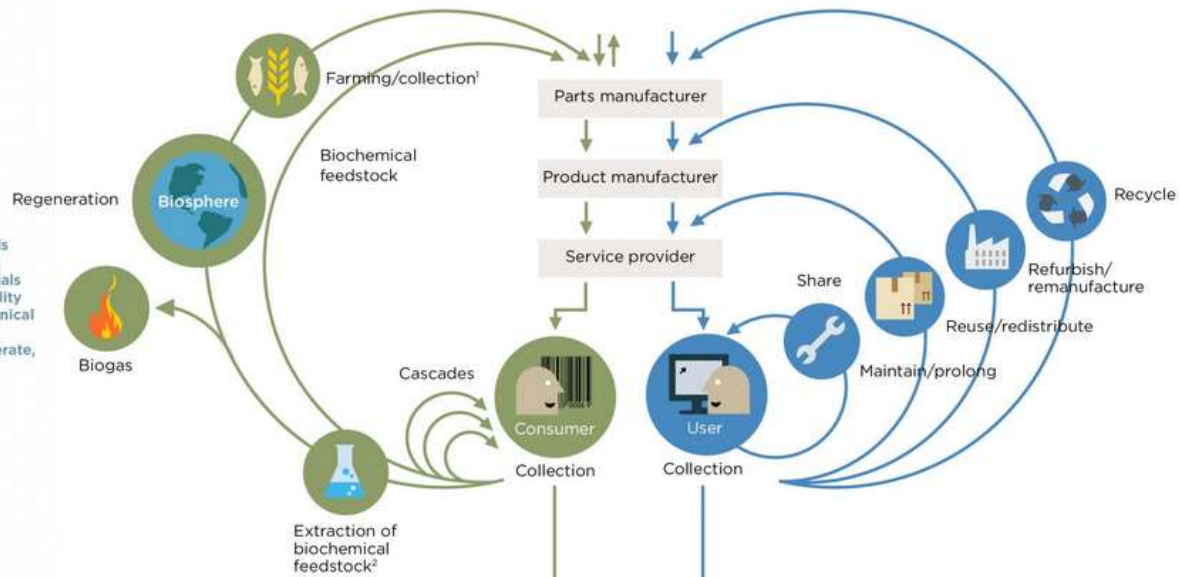 Farming/collection¹
Parts manufacturer
Biochemical
feedstock
Product manufacturer
Regeneration
Biosphere
Recycle
Service provider
Share
Refurbish/
remanufacture
Reuse/redistribute
Biogas
Cascades
Maintain/prolong
Consumer
User
Collection
Collection
Extraction of
biochemical
feedstock²